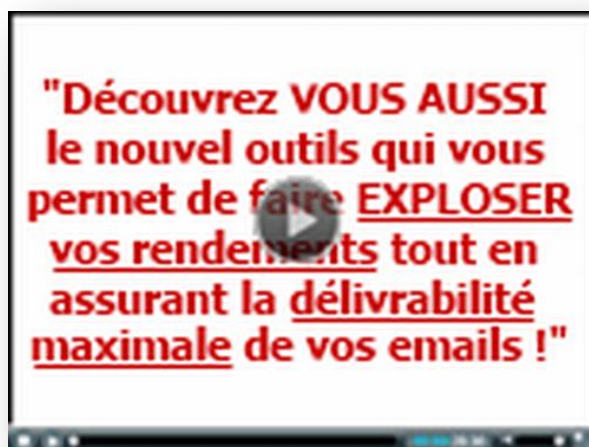 "Découvrez VOUS AUSSI
le nouvel outils qui vous
permet de faire EXPLOSER
vos rendements tout en
assurant la délivrabilité
maximale de vos emails !"